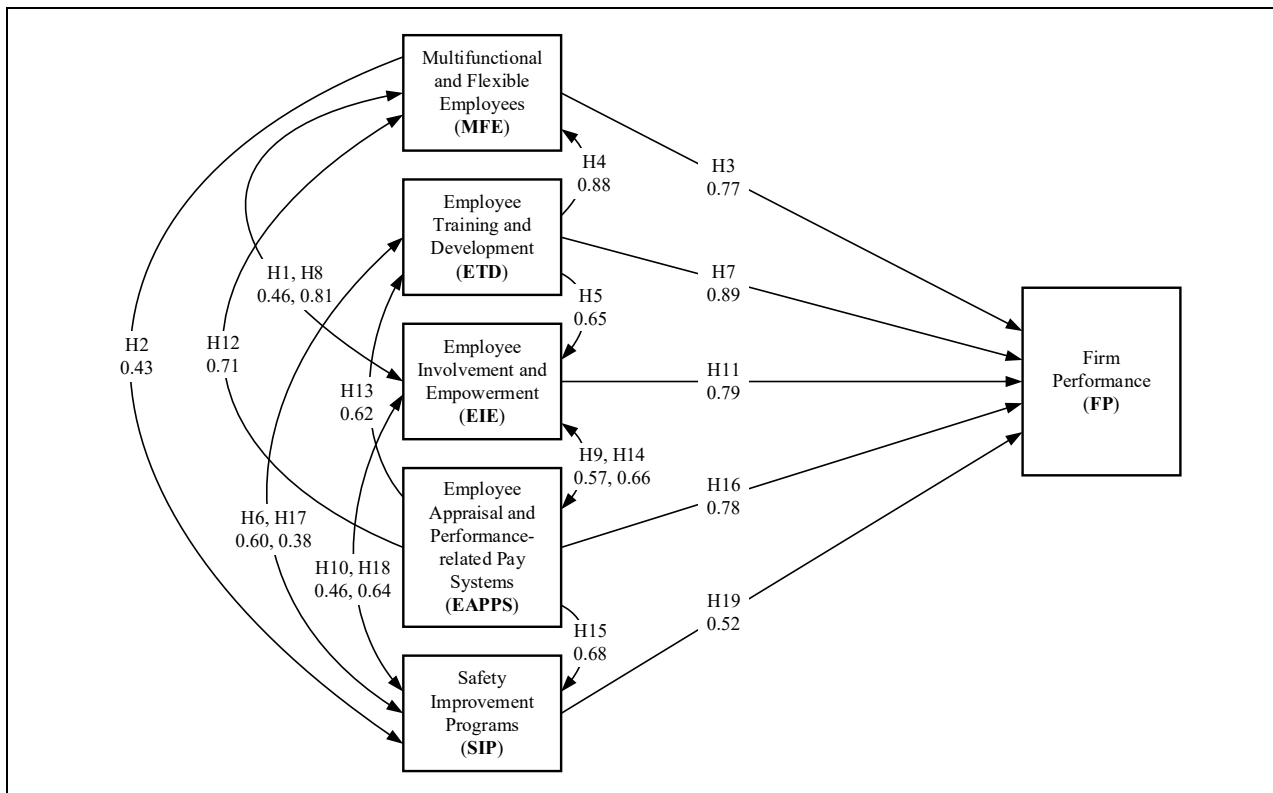 Multifunctional
and Flexible
Employees
(MFE)
H4
0.88
H3
0.77
Employee
Training and
Development
(ETD)
H1, H8
0.46, 0.81
H7
0.89
H5
0.65
H2
0.43
H12
0.71
Employee
Involvement and
Empowerment
(EIE)
H13
0.62
H11
0.79
Firm
Performance
(FP)
H9, H14
0.57, 0.66
Employee
Appraisal and
Performance-
related Pay
Systems
(EAPPS)
H16
0.78
H6, H17
0.60, 0.38
H10, H18
0.46, 0.64
H15
0.68
H19
0.52
Safety
Improvement
Programs
(SIP)